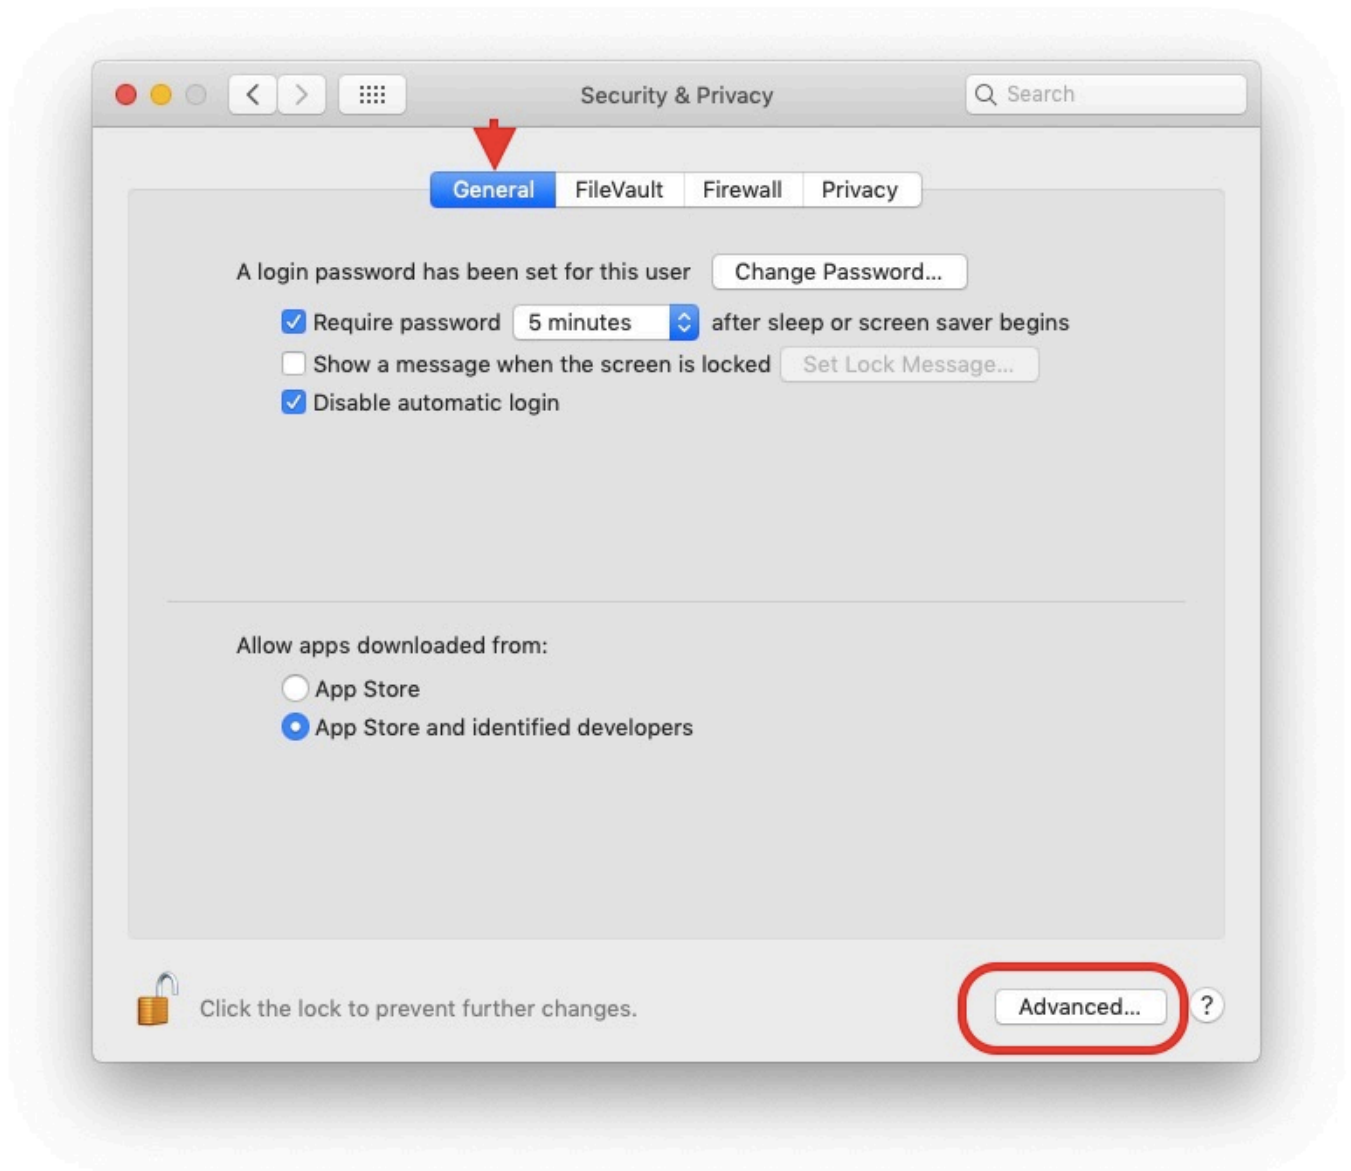 Security & Privacy
Search
General FileVault Firewall Privacy
A login password has been set for this user Change Password...
Require password 5 minutes after sleep or screen saver begins
Show a message when the screen is locked Set Lock Message...
Disable automatic login
Allow apps downloaded from:
App Store
App Store and identified developers
Click the lock to prevent further changes. Advanced... ?